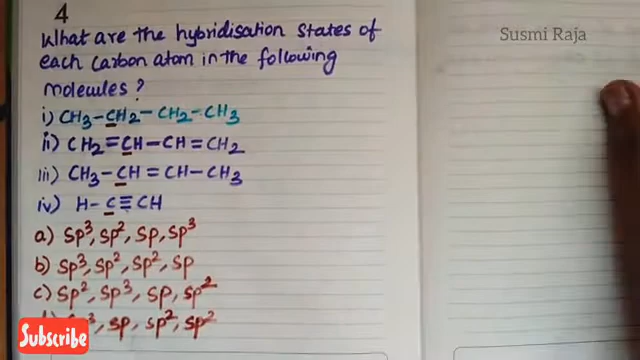 4
Susmi Raja
What are the hybridisation states of
each carbon atom in the following
molecules?
i) CH3-CH2-CH2-CH3
ii) CH2=CH-CH=CH2
iii) CH3-CH=CH-CH3
iv) H-C≡CH
a) sp³, sp², sp, sp³
b) sp³, sp², sp², sp
c) sp², sp³, sp, sp²
sp, sp², sp²
Subscribe